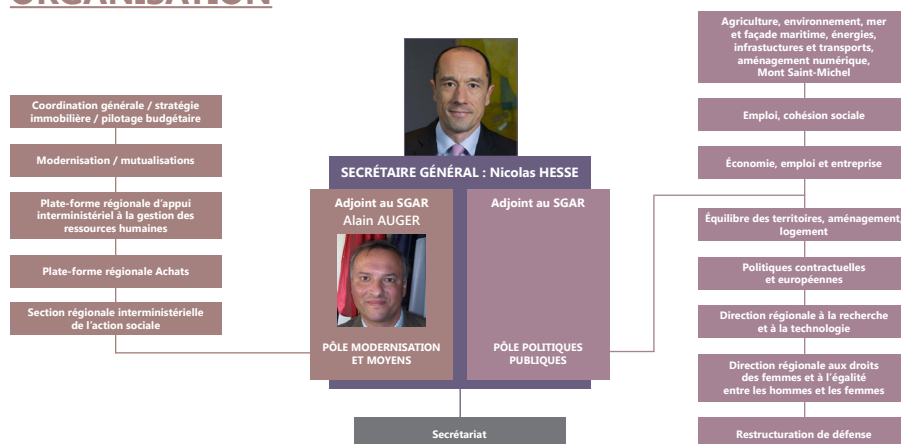 ORGANISATION
Coordination générale / stratégie
immobilière / pilotage budgétaire
Modernisation / mutualisations
Plate-forme régionale d’appui
interministériel à la gestion des
ressources humaines
Plate-forme régionale Achats
Section régionale interministérielle
de l’action sociale
SECRÉTAIRE GÉNÉRAL : Nicolas HESSE
Adjoint au SGAR
Alain AUGER
PÔLE MODERNISATION
ET MOYENS
Adjoint au SGAR
PÔLE POLITIQUES
PUBLIQUES
Secrétariat
Agriculture, environnement, mer
et façade maritime, énergies,
infrastuctures et transports,
aménagement numérique,
Mont Saint-Michel
Emploi, cohésion sociale
Économie, emploi et entreprise
Équilibre des territoires, aménagement,
logement
Politiques contractuelles
et européennes
Direction régionale à la recherche
et à la technologie
Direction régionale aux droits
des femmes et à l’égalité
entre les hommes et les femmes
Restructuration de défense